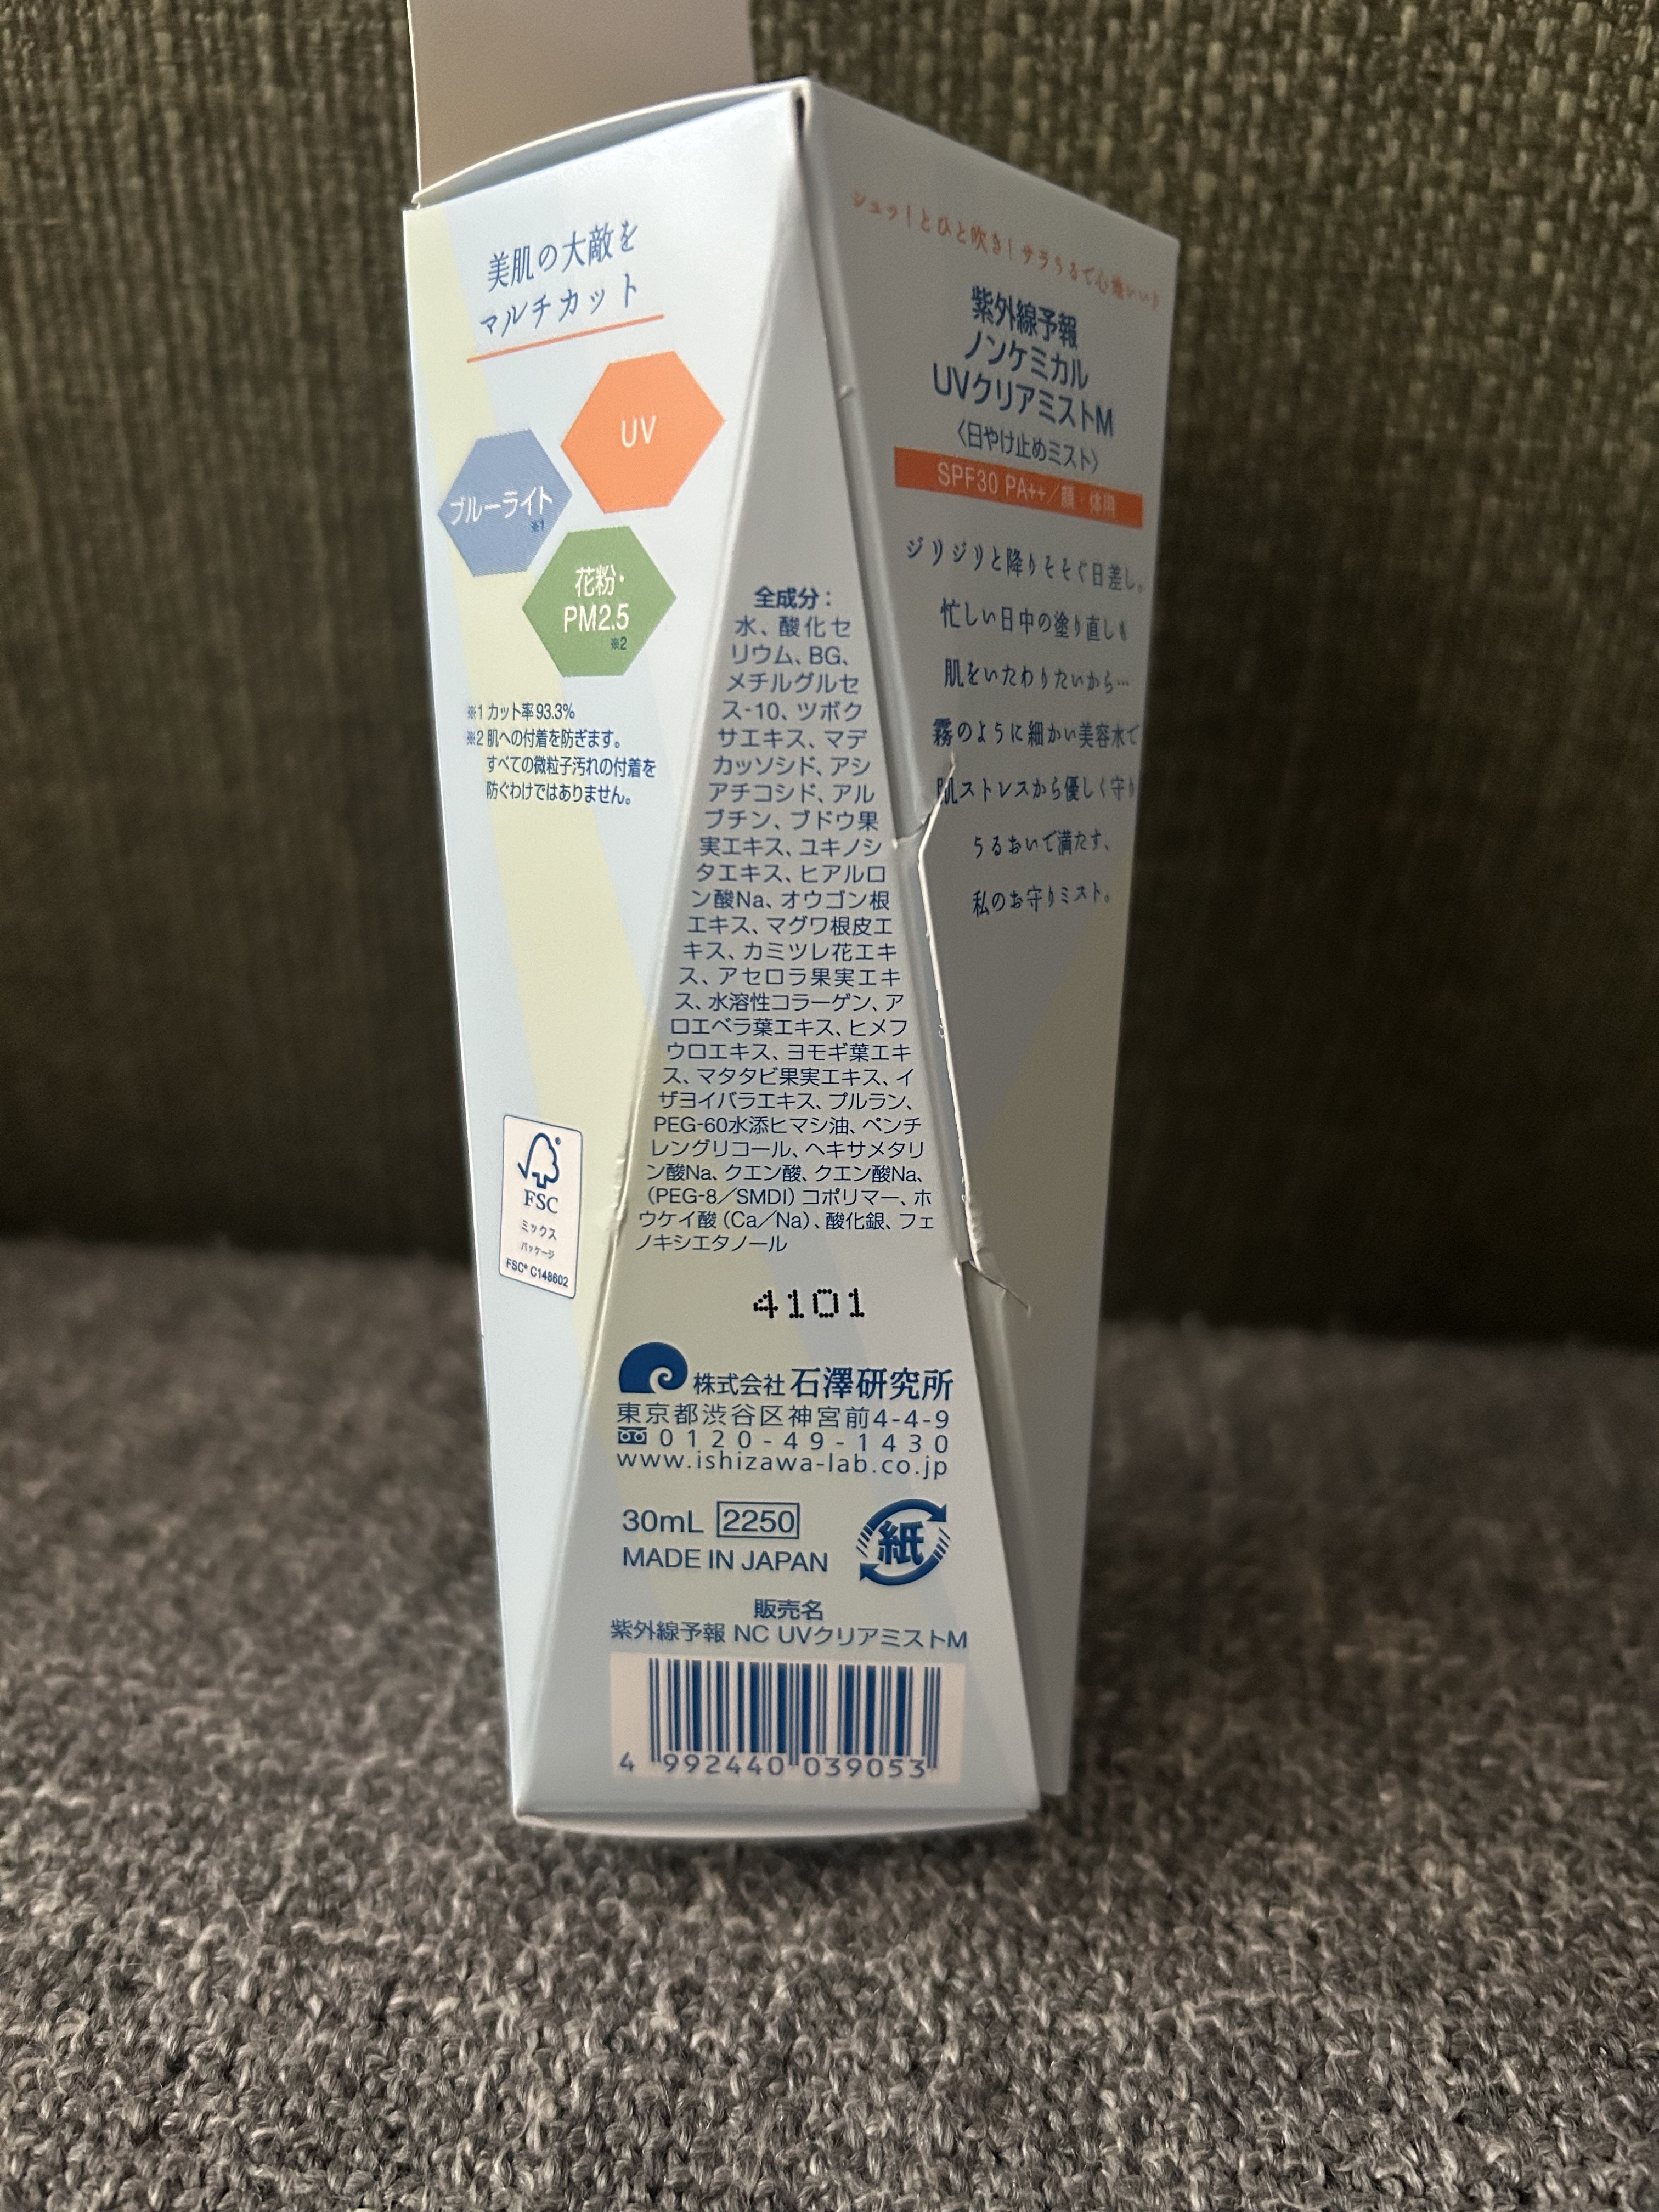 美肌の大敵を
マルチカット
UV
ブルーライト
※1
花粉・
PM2.5
※2
※1 カット率93.3%
※2 肌への付着を防ぎます。
すべての微粒子汚れの付着を
防ぐわけではありません。
FSC
ミックス
パッケージ
FSC® C148602
全成分：
水、酸化セ
リウム、BG、
メチルグルセ
ス-10、ツボク
サエキス、マデ
カッソシド、アシ
アチコシド、アル
ブチン、ブドウ果
実エキス、ユキノシ
タエキス、ヒアルロ
ン酸Na、オウゴン根
エキス、マグワ根皮エ
キス、カミツレ花エキ
ス、アセロラ果実エキ
ス、水溶性コラーゲン、ア
ロエベラ葉エキス、ヒメフ
ウロエキス、ヨモギ葉エキ
ス、マタタビ果実エキス、イ
ザヨイバラエキス、プルラン、
PEG-60水添ヒマシ油、ペンチ
レングリコール、ヘキサメタリ
ン酸Na、クエン酸、クエン酸Na、
（PEG-8／SMDI）コポリマー、ホ
ウケイ酸（Ca／Na）、酸化銀、フェ
ノキシエタノール
4101
株式会社 石澤研究所
東京都渋谷区神宮前4-4-9
0120-49-1430
www.ishizawa-lab.co.jp
30mL 2250
MADE IN JAPAN
紙
販売名
紫外線予報 NC UVクリアミストM
4 992440 039053
シュッ！とひと吹き！サラうるで心地いい♪
紫外線予報
ノンケミカル
UVクリアミストM
〈日やけ止めミスト〉
SPF30 PA++／顔・体用
ジリジリと降りそそぐ日差し。
忙しい日中の塗り直しも
肌をいたわりたいから…
霧のように細かい美容水で
肌ストレスから優しく守り
うるおいで満たす、
私のお守りミスト。